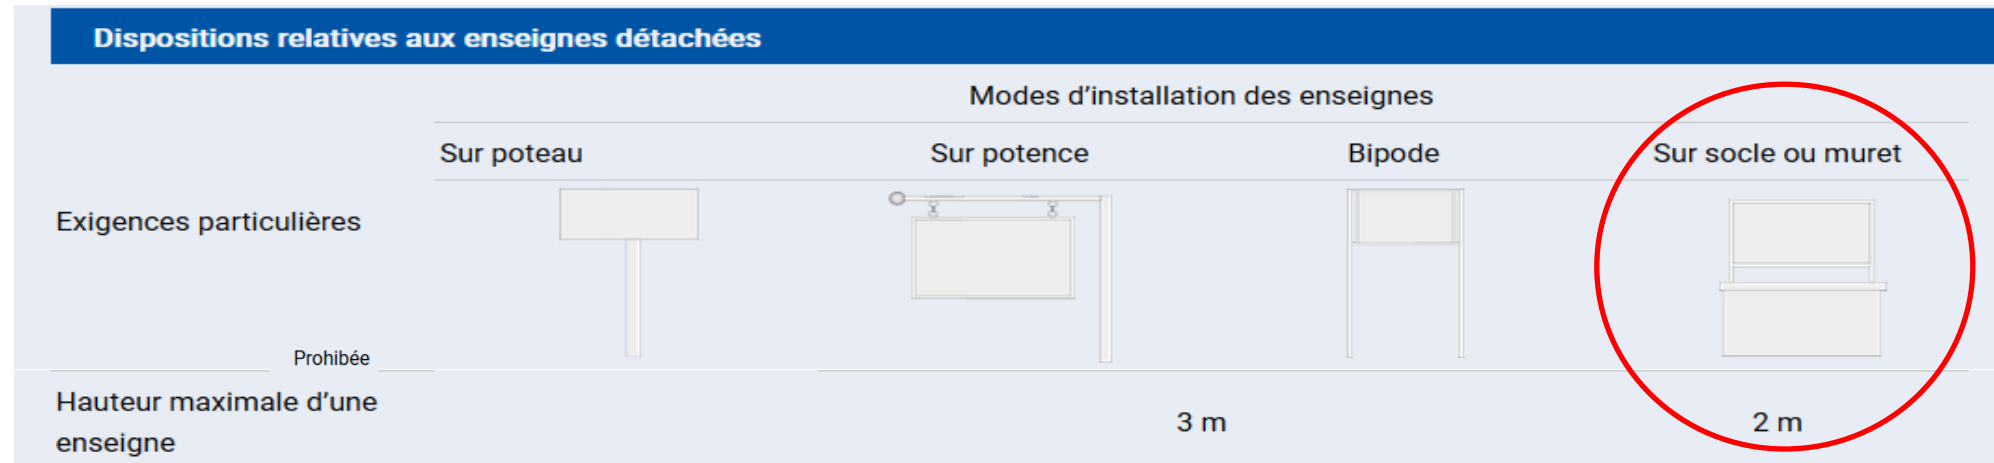 Dispositions relatives aux enseignes détachées
Modes d'installation des enseignes
Sur poteau Sur potence Bipode Sur socle ou muret
Exigences particulières
Prohibée
Hauteur maximale d'une
enseigne
3 m 2 m